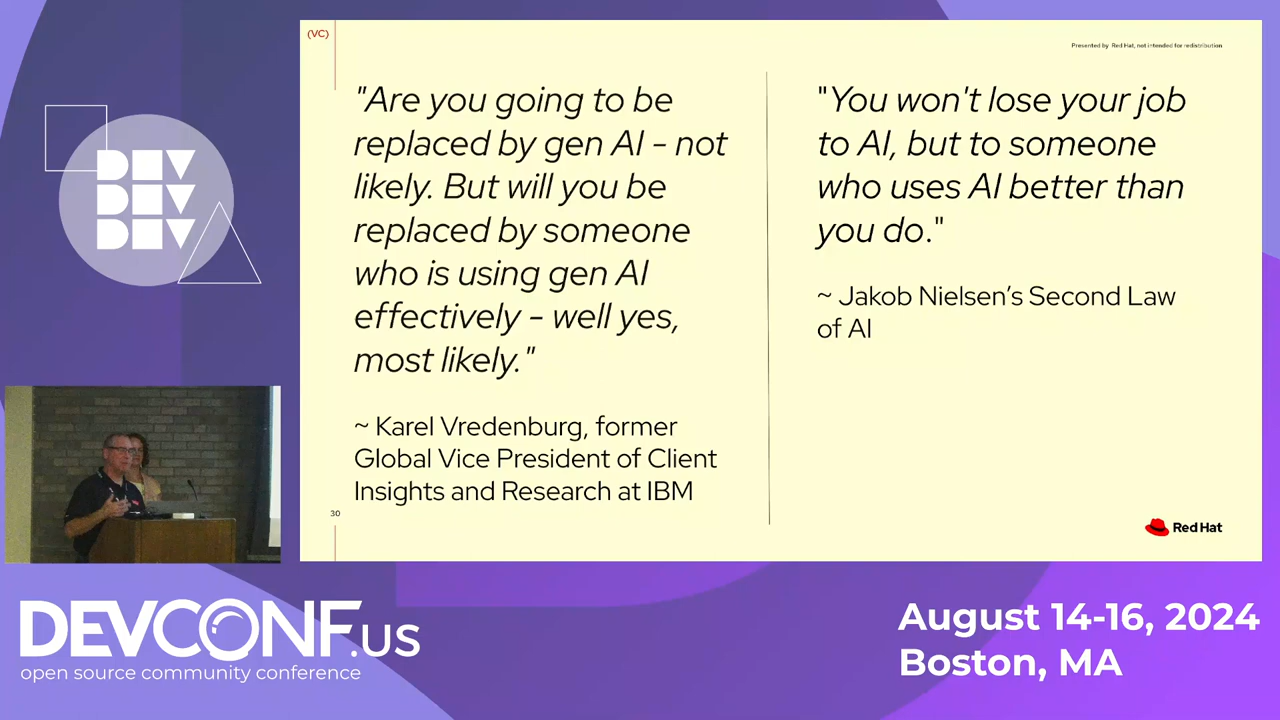 (VC)
Presented by Red Hat, not intended for redistribution
"Are you going to be
replaced by gen AI - not
likely. But will you be
replaced by someone
who is using gen AI
effectively - well yes,
most likely."
~ Karel Vredenburg, former
Global Vice President of Client
Insights and Research at IBM
30
"You won't lose your job
to AI, but to someone
who uses AI better than
you do."
~ Jakob Nielsen’s Second Law
of AI
Red Hat
DEV
DEV
DEV
DEVCONF.US
open source community conference
August 14-16, 2024
Boston, MA